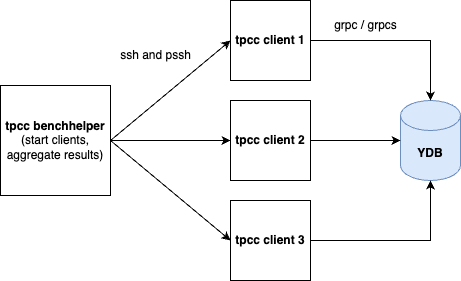 tpcc client 1
grpc / grpcs
ssh and pssh
tpcc benchhelper
(start clients,
aggregate results)
tpcc client 2
YDB
tpcc client 3